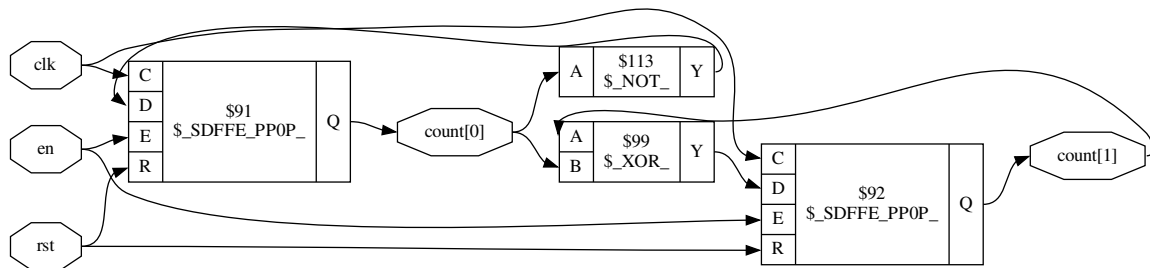 clk
en
rst
C
D
E
R
$91
$_SDFFE_PP0P_
Q
count[0]
A
$113
$_NOT_
Y
A
B
$99
$_XOR_
Y
C
D
E
R
$92
$_SDFFE_PP0P_
Q
count[1]